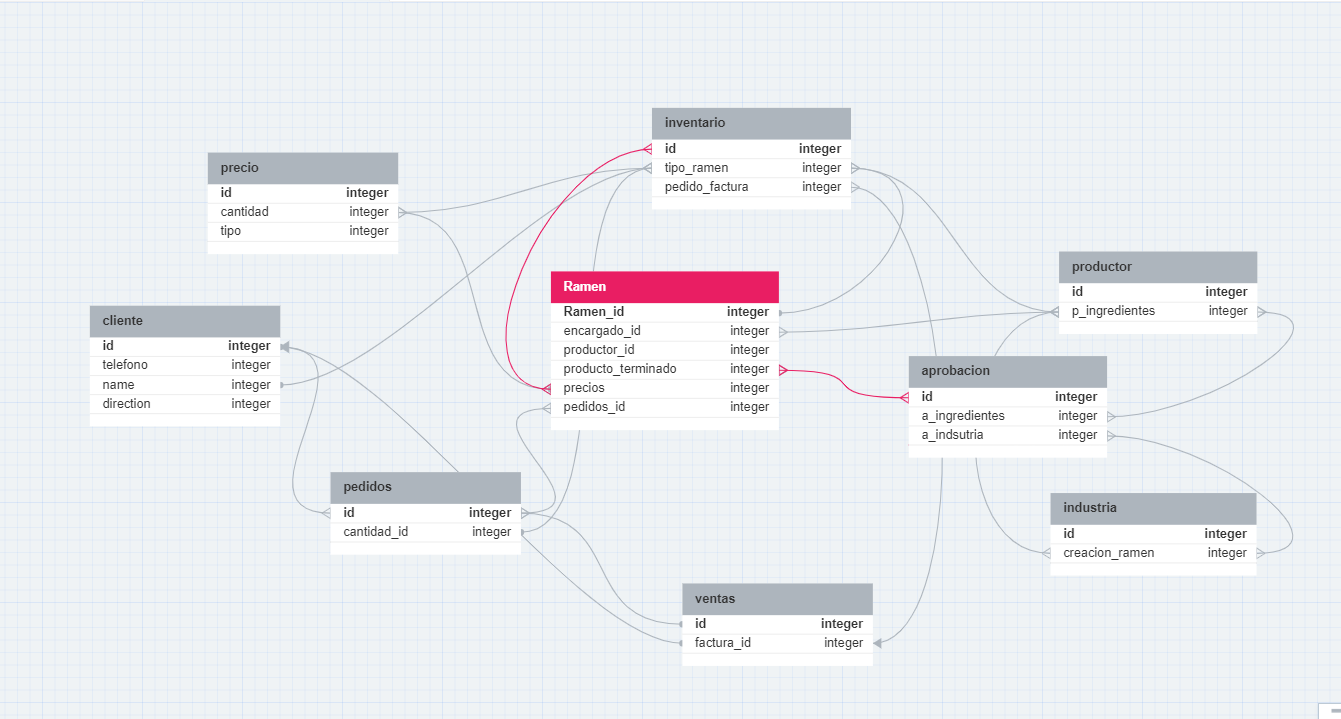 inventario
id integer
tipo_ramen integer
pedido_factura integer
precio
id integer
cantidad integer
tipo integer
productor
id integer
p_ingredientes integer
Ramen
Ramen_id integer
encargado_id integer
productor_id integer
producto_terminado integer
precios integer
pedidos_id integer
cliente
id integer
telefono integer
name integer
direction integer
aprobacion
id integer
a_ingredientes integer
a_indsutria integer
pedidos
id integer
cantidad_id integer
industria
id integer
creacion_ramen integer
ventas
id integer
factura_id integer